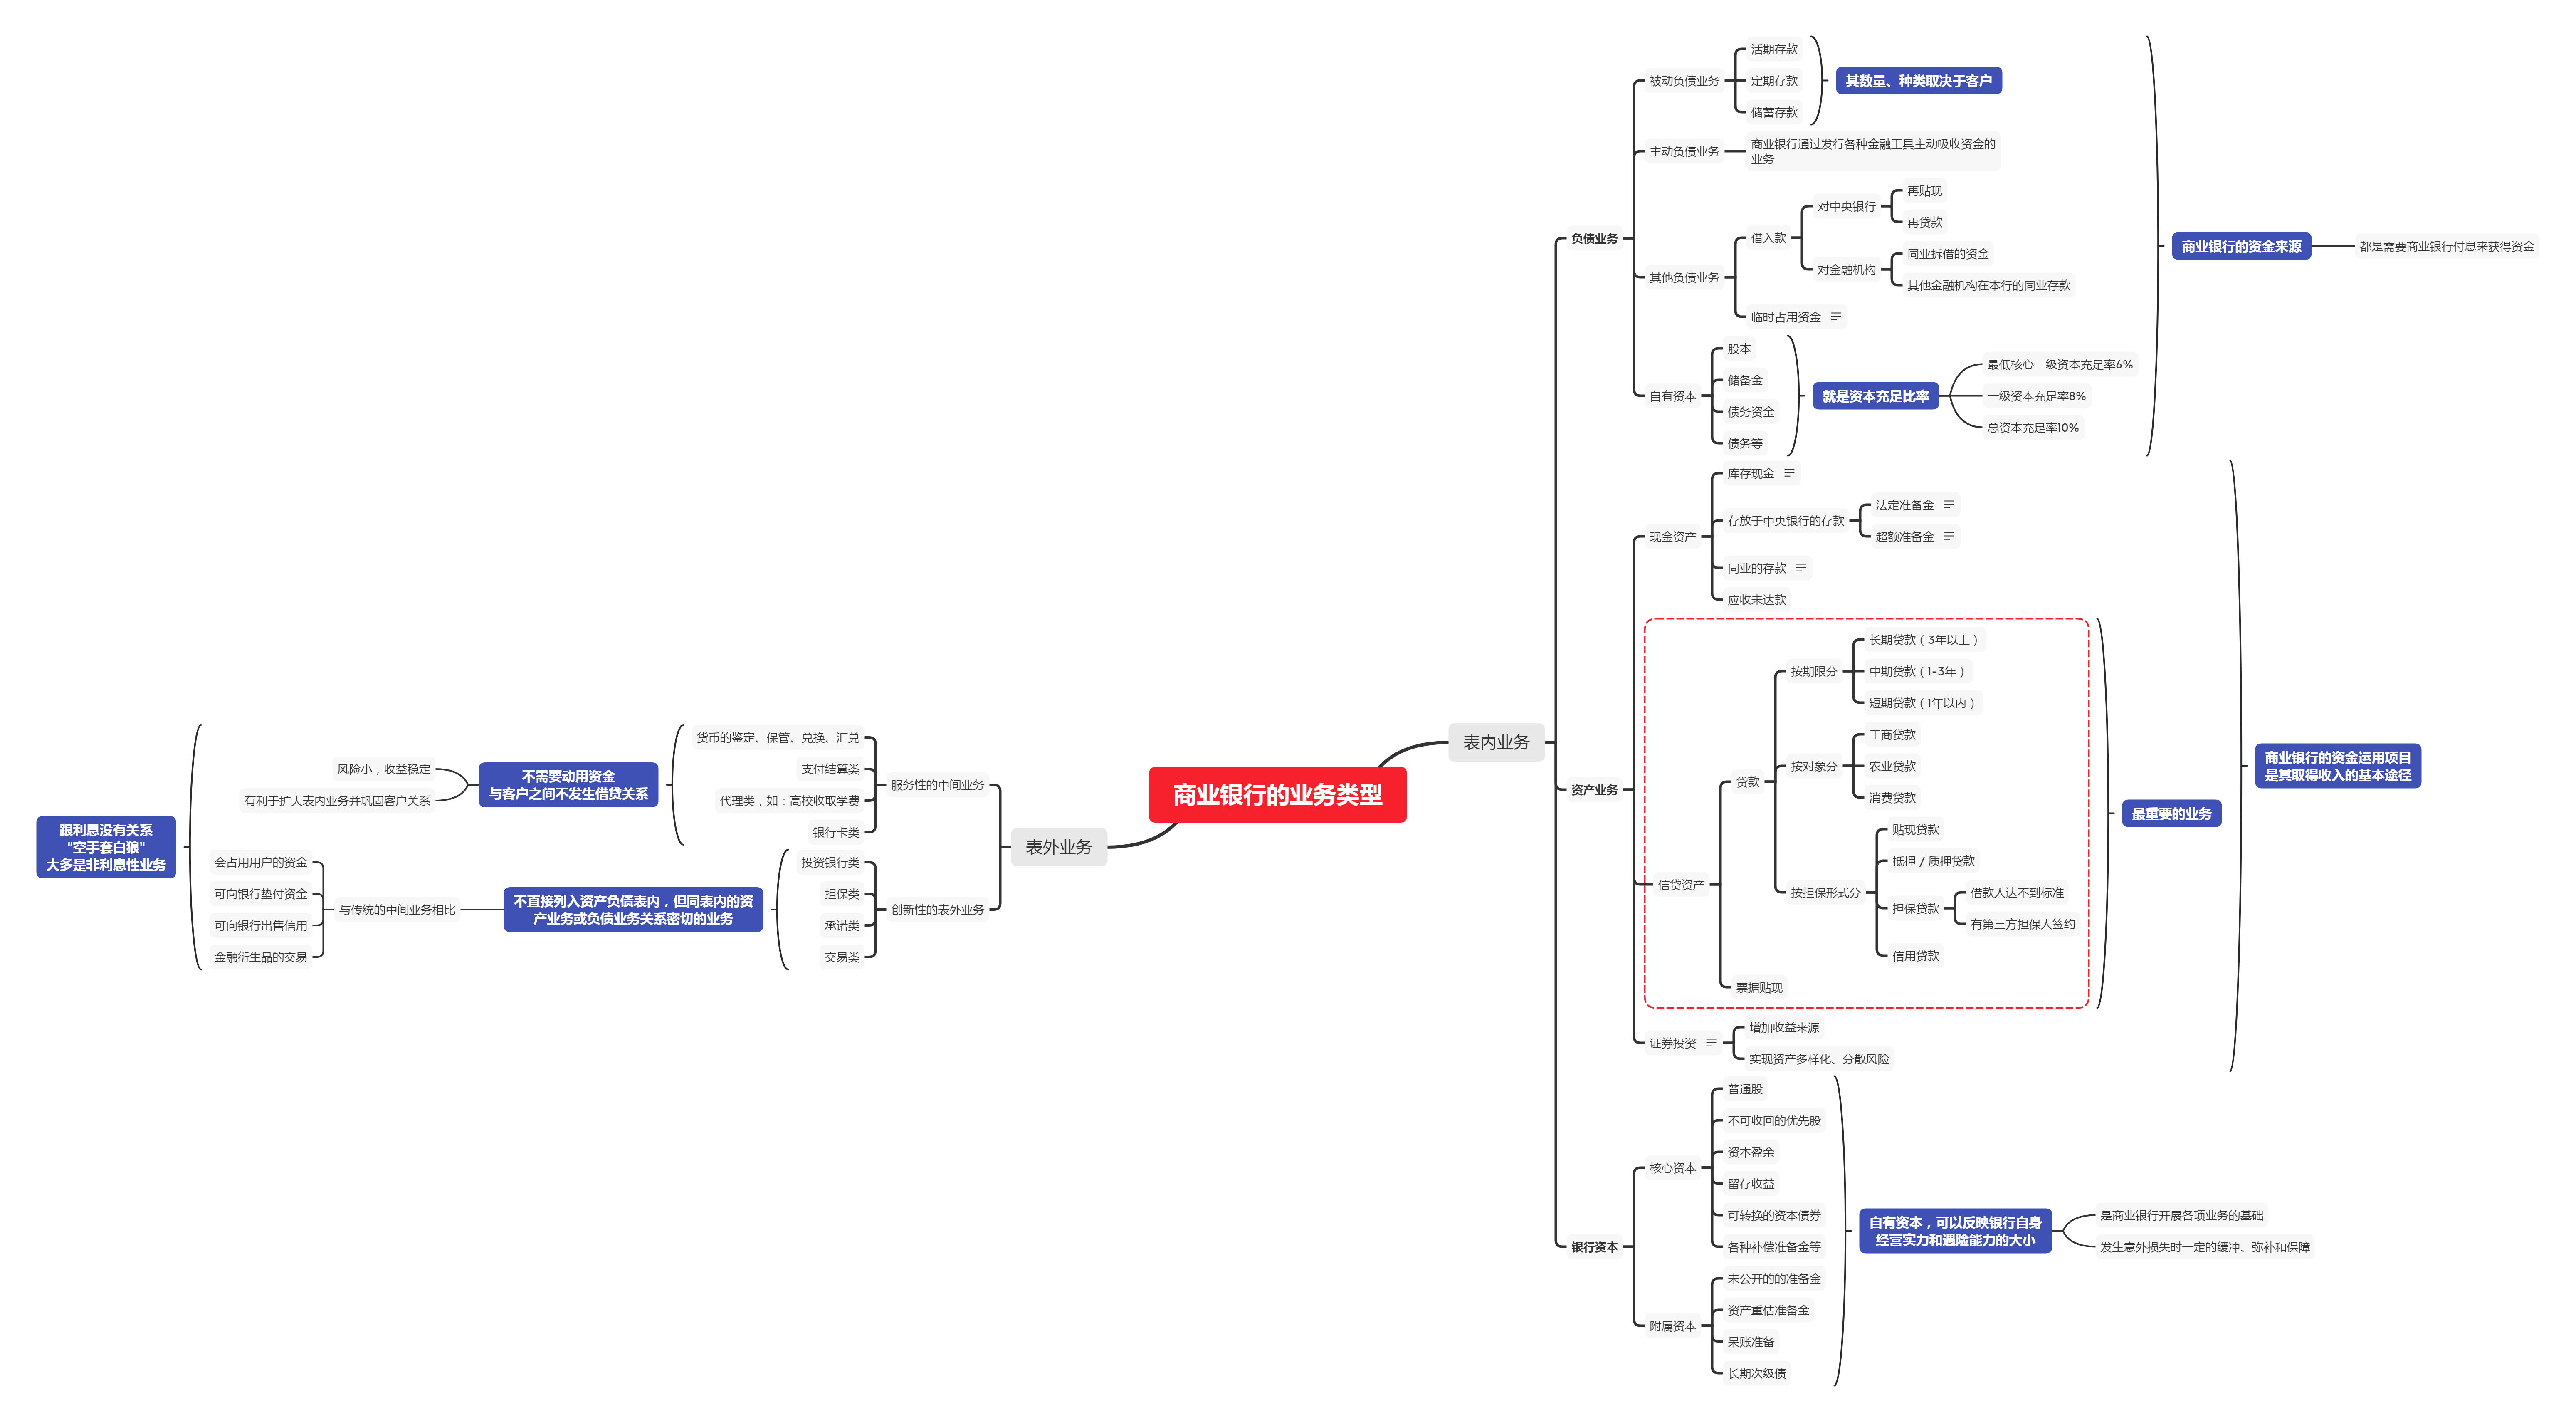 商业银行的业务类型
表内业务
负债业务
被动负债业务
活期存款
定期存款
储蓄存款
其数量、种类取决于客户
主动负债业务
商业银行通过发行各种金融工具主动吸收资金的
业务
其他负债业务
借入款
对中央银行
再贴现
再贷款
对金融机构
同业拆借的资金
其他金融机构在本行的同业存款
临时占用资金
自有资本
股本
储备金
债务资金
债务等
就是资本充足比率
最低核心一级资本充足率6%
一级资本充足率8%
总资本充足率10%
商业银行的资金来源
都是需要商业银行付息来获得资金
资产业务
现金资产
库存现金
存放于中央银行的存款
法定准备金
超额准备金
同业的存款
应收未达款
信贷资产
贷款
按期限分
长期贷款（3年以上）
中期贷款（1-3年）
短期贷款（1年以内）
按对象分
工商贷款
农业贷款
消费贷款
按担保形式分
贴现贷款
抵押 / 质押贷款
担保贷款
借款人达不到标准
有第三方担保人签约
信用贷款
票据贴现
最重要的业务
证券投资
增加收益来源
实现资产多样化、分散风险
商业银行的资金运用项目
是其取得收入的基本途径
银行资本
核心资本
普通股
不可收回的优先股
资本盈余
留存收益
可转换的资本债券
各种补偿准备金等
附属资本
未公开的的准备金
资产重估准备金
呆账准备
长期次级债
自有资本，可以反映银行自身
经营实力和遇险能力的大小
是商业银行开展各项业务的基础
发生意外损失时一定的缓冲、弥补和保障
表外业务
服务性的中间业务
货币的鉴定、保管、兑换、汇兑
支付结算类
代理类，如：高校收取学费
银行卡类
不需要动用资金
与客户之间不发生借贷关系
风险小，收益稳定
有利于扩大表内业务并巩固客户关系
创新性的表外业务
投资银行类
担保类
承诺类
交易类
不直接列入资产负债表内，但同表内的资
产业务或负债业务关系密切的业务
与传统的中间业务相比
会占用用户的资金
可向银行垫付资金
可向银行出售信用
金融衍生品的交易
跟利息没有关系
"空手套白狼"
大多是非利息性业务